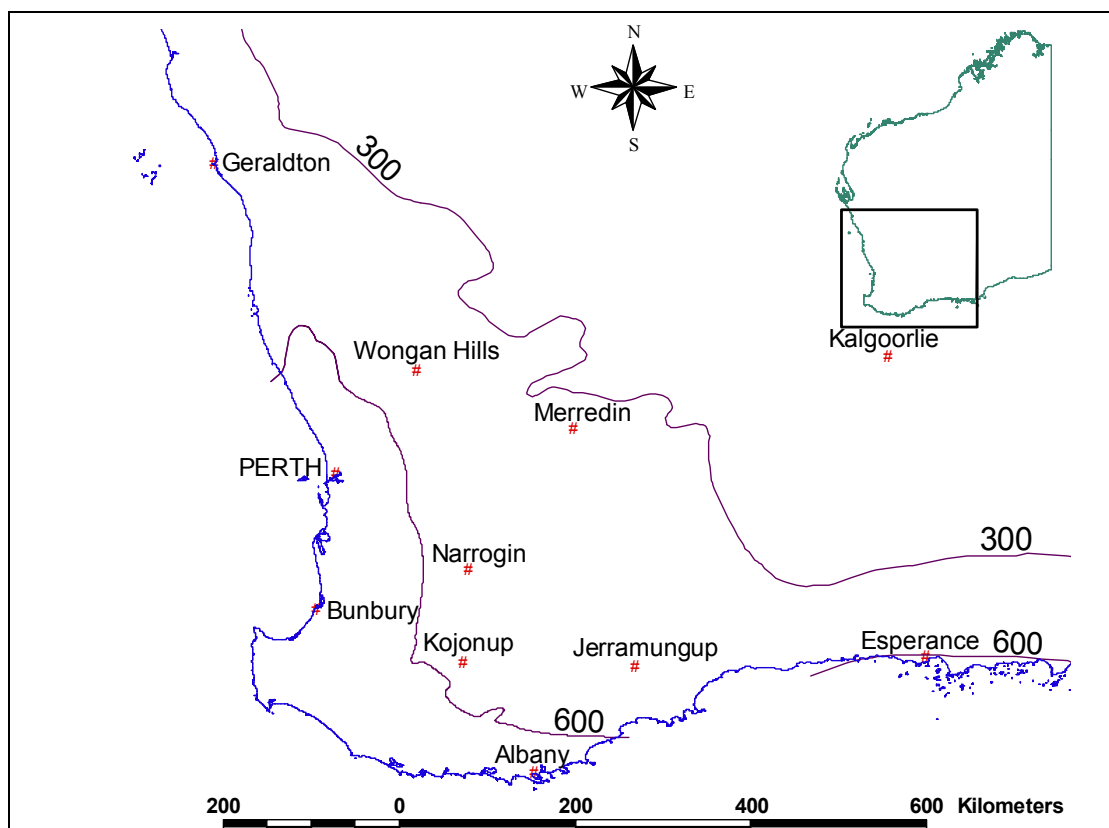 N
W E
S
300
Geraldton
Kalgoorlie
Wongan Hills
Merredin
PERTH
300
Narrogin
Bunbury
Kojonup
Jerramungup
Esperance
600
600
Albany
200 0 200 400 600 Kilometers